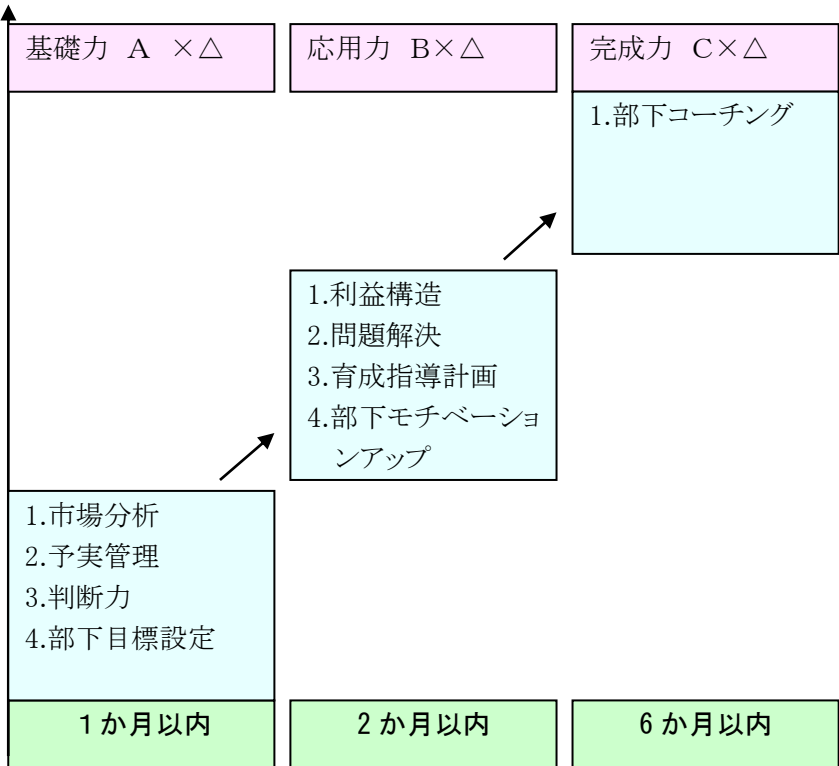 基礎力 A ×△
応用力 B×△
完成力 C×△
1.部下コーチング
1.利益構造
2.問題解決
3.育成指導計画
4.部下モチベーショ
ンアップ
1.市場分析
2.予実管理
3.判断力
4.部下目標設定
1か月以内
2か月以内
6か月以内